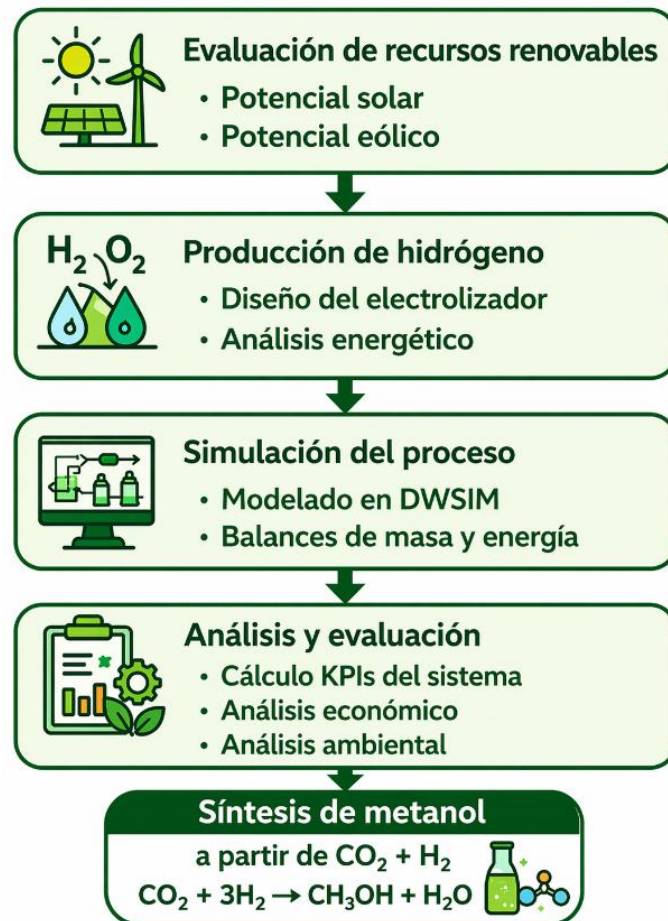 Evaluación de recursos renovables
• Potencial solar
• Potencial eólico
H₂ O₂
Producción de hidrógeno
• Diseño del electrolizador
• Análisis energético
Simulación del proceso
• Modelado en DWSIM
• Balances de masa y energía
Análisis y evaluación
• Cálculo KPIs del sistema
• Análisis económico
• Análisis ambiental
Síntesis de metanol
a partir de CO₂ + H₂
CO₂ + 3H₂ → CH₃OH + H₂O